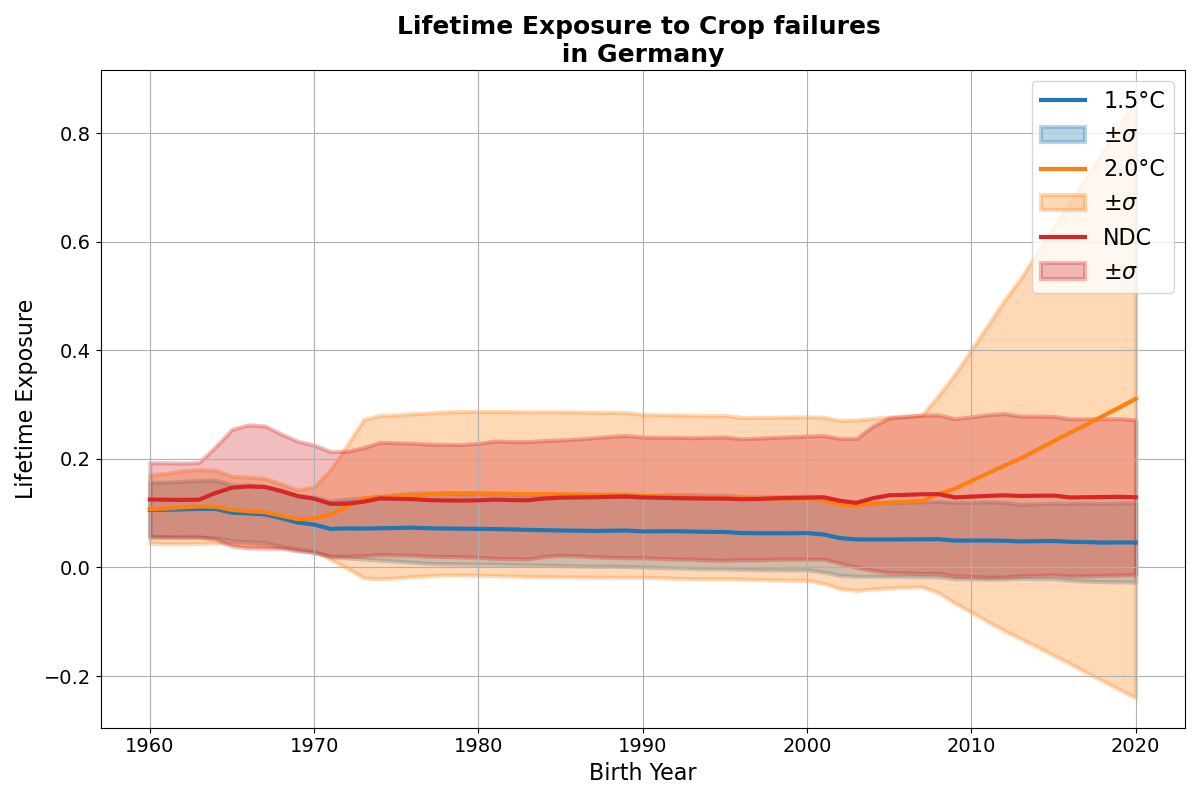 Lifetime Exposure to Crop failures
in Germany
Lifetime Exposure
0.8
0.6
0.4
0.2
0.0
−0.2
1.5°C
±σ
2.0°C
±σ
NDC
±σ
1960
1970
1980
1990
2000
2010
2020
Birth Year